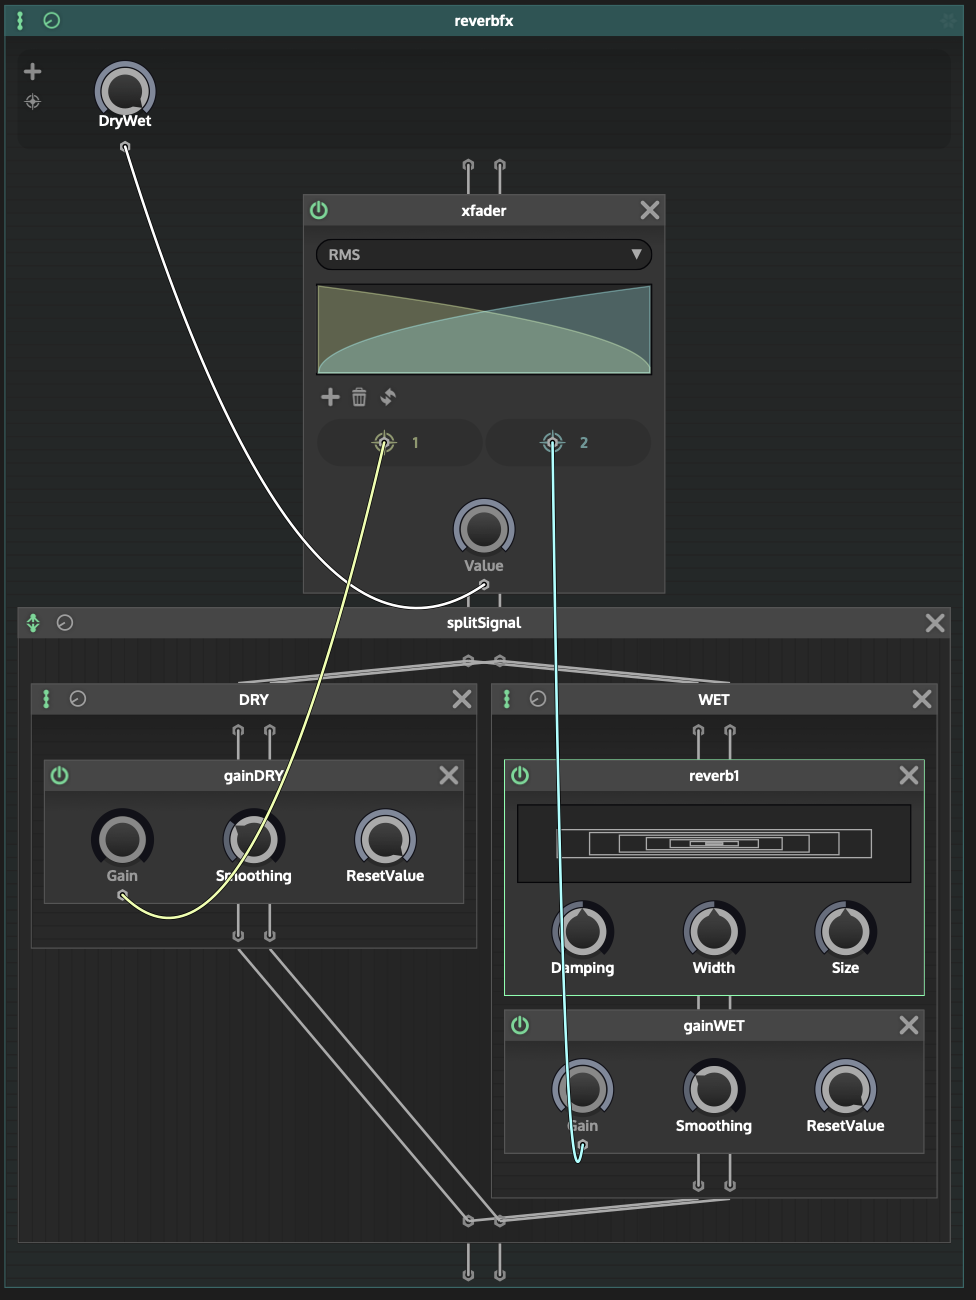 reverbfx
DryWet
xfader
RMS
1
2
Value
splitSignal
DRY
gainDRY
Gain
Smoothing
ResetValue
WET
reverb1
Damping
Width
Size
gainWET
Gain
Smoothing
ResetValue